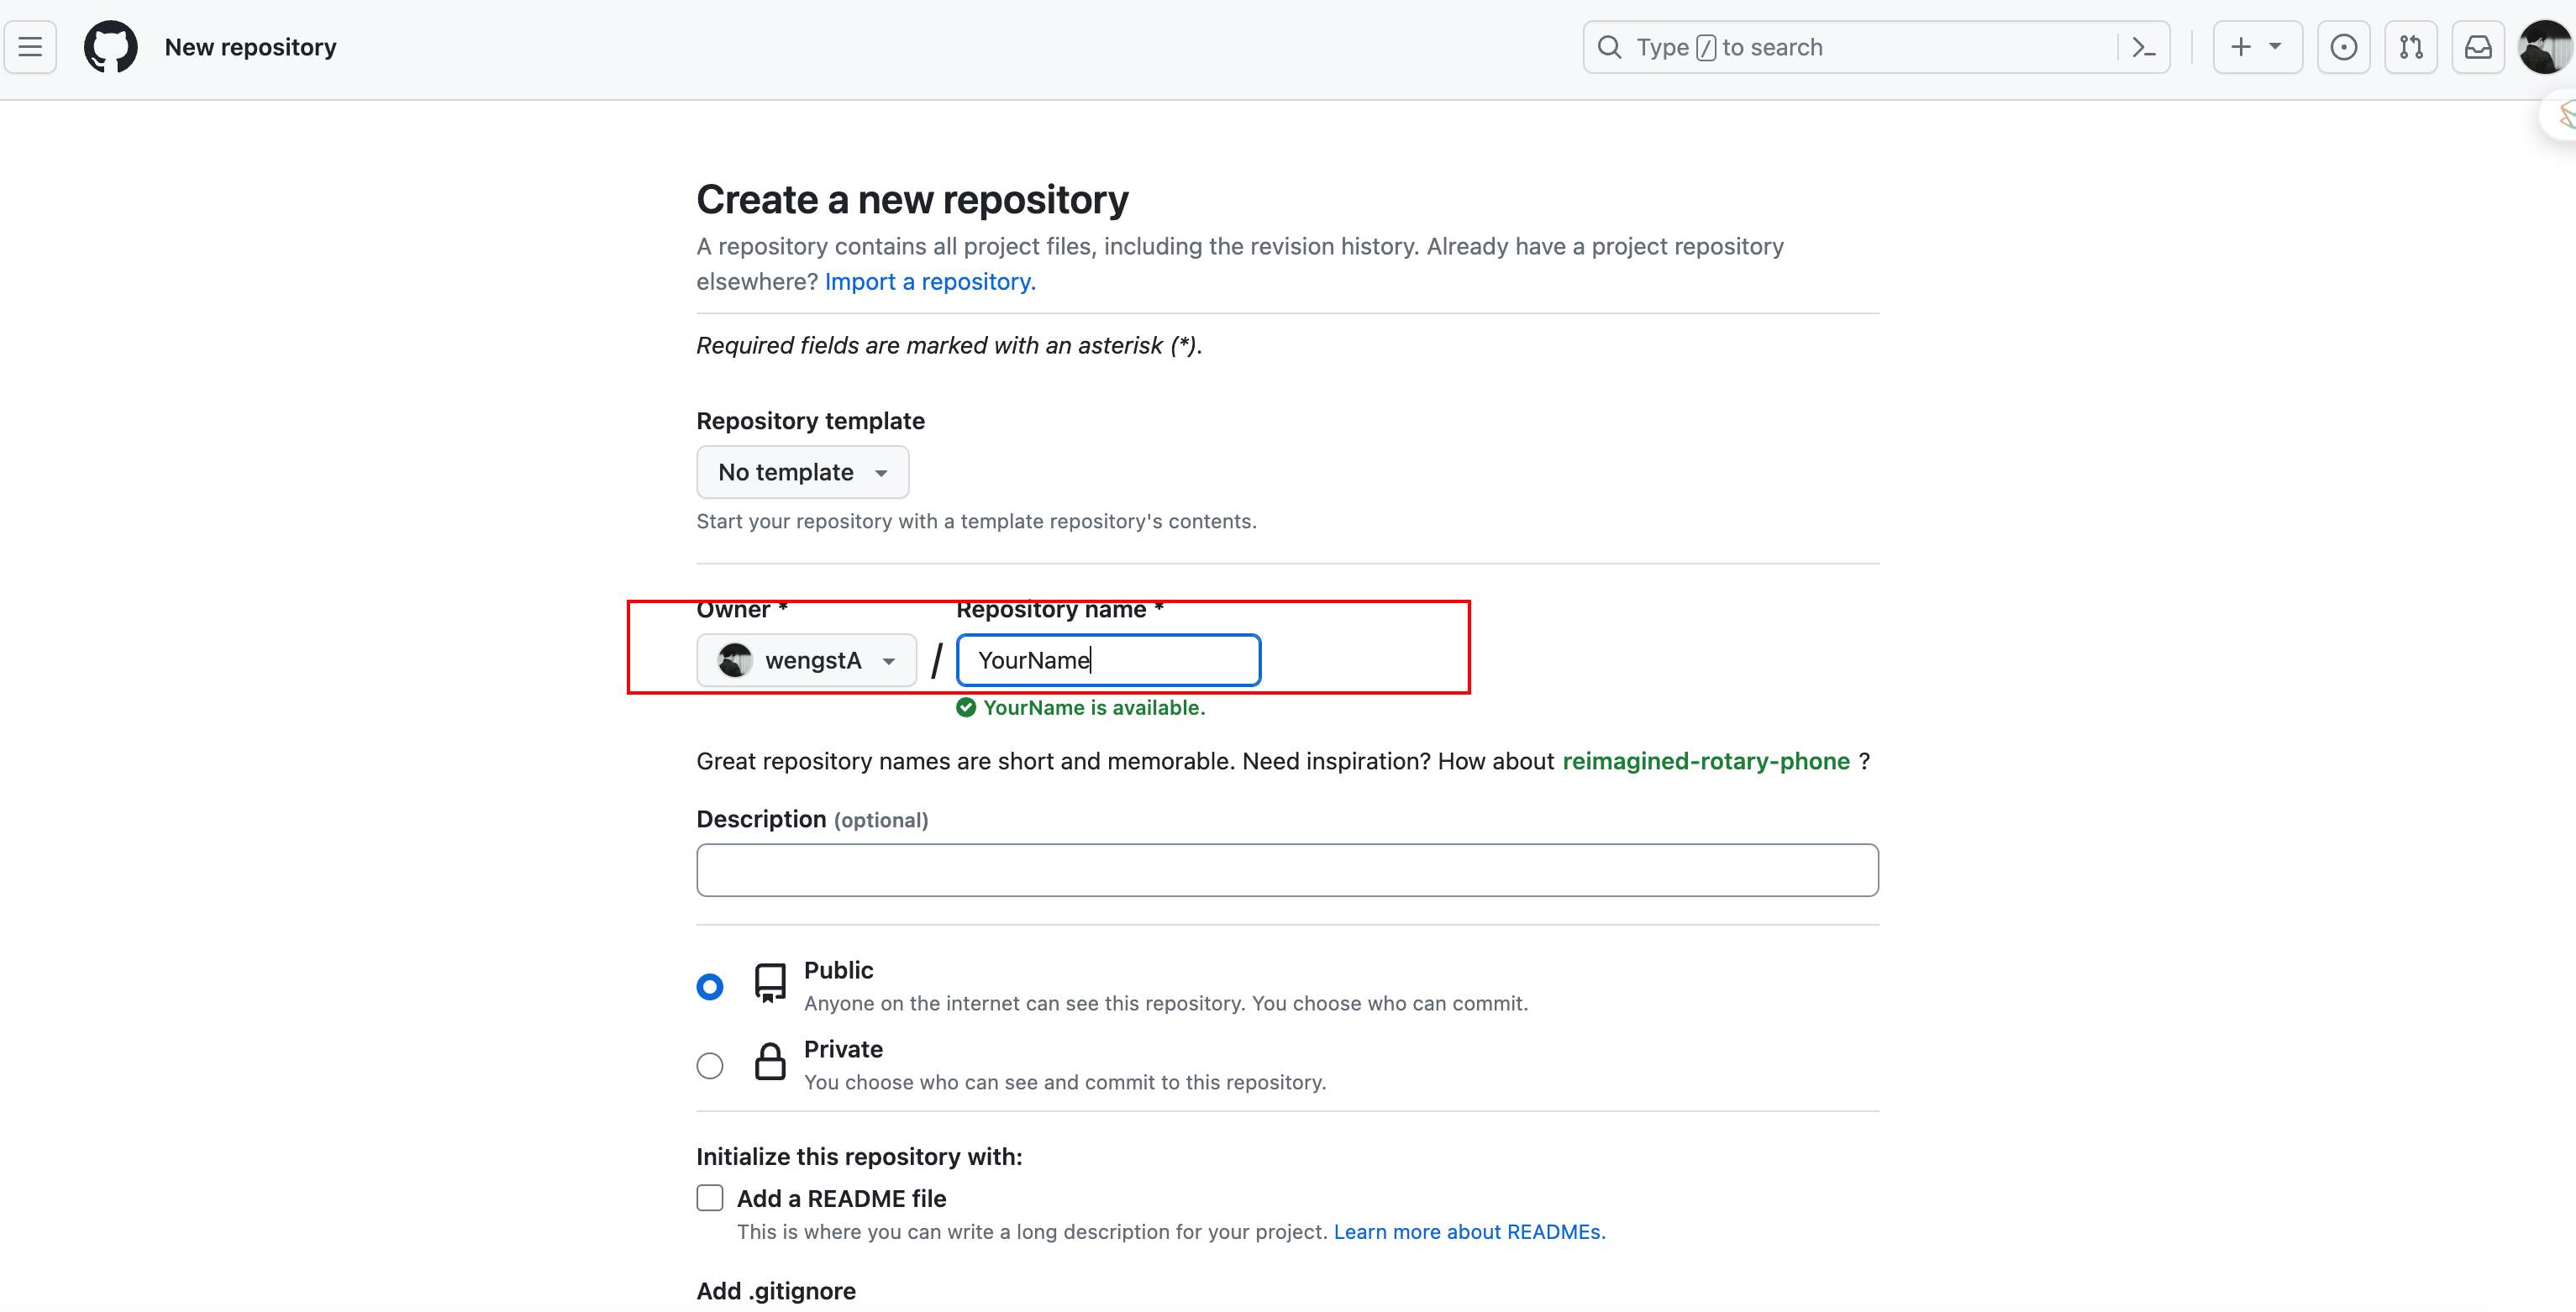 New repository
Type / to search
Create a new repository
A repository contains all project files, including the revision history. Already have a project repository
elsewhere? Import a repository.
Required fields are marked with an asterisk (*).
Repository template
No template
Start your repository with a template repository's contents.
Owner * Repository name *
wengstA / YourName
YourName is available.
Great repository names are short and memorable. Need inspiration? How about reimagined-rotary-phone ?
Description (optional)
Public
Anyone on the internet can see this repository. You choose who can commit.
Private
You choose who can see and commit to this repository.
Initialize this repository with:
Add a README file
This is where you can write a long description for your project. Learn more about READMEs.
Add .gitignore